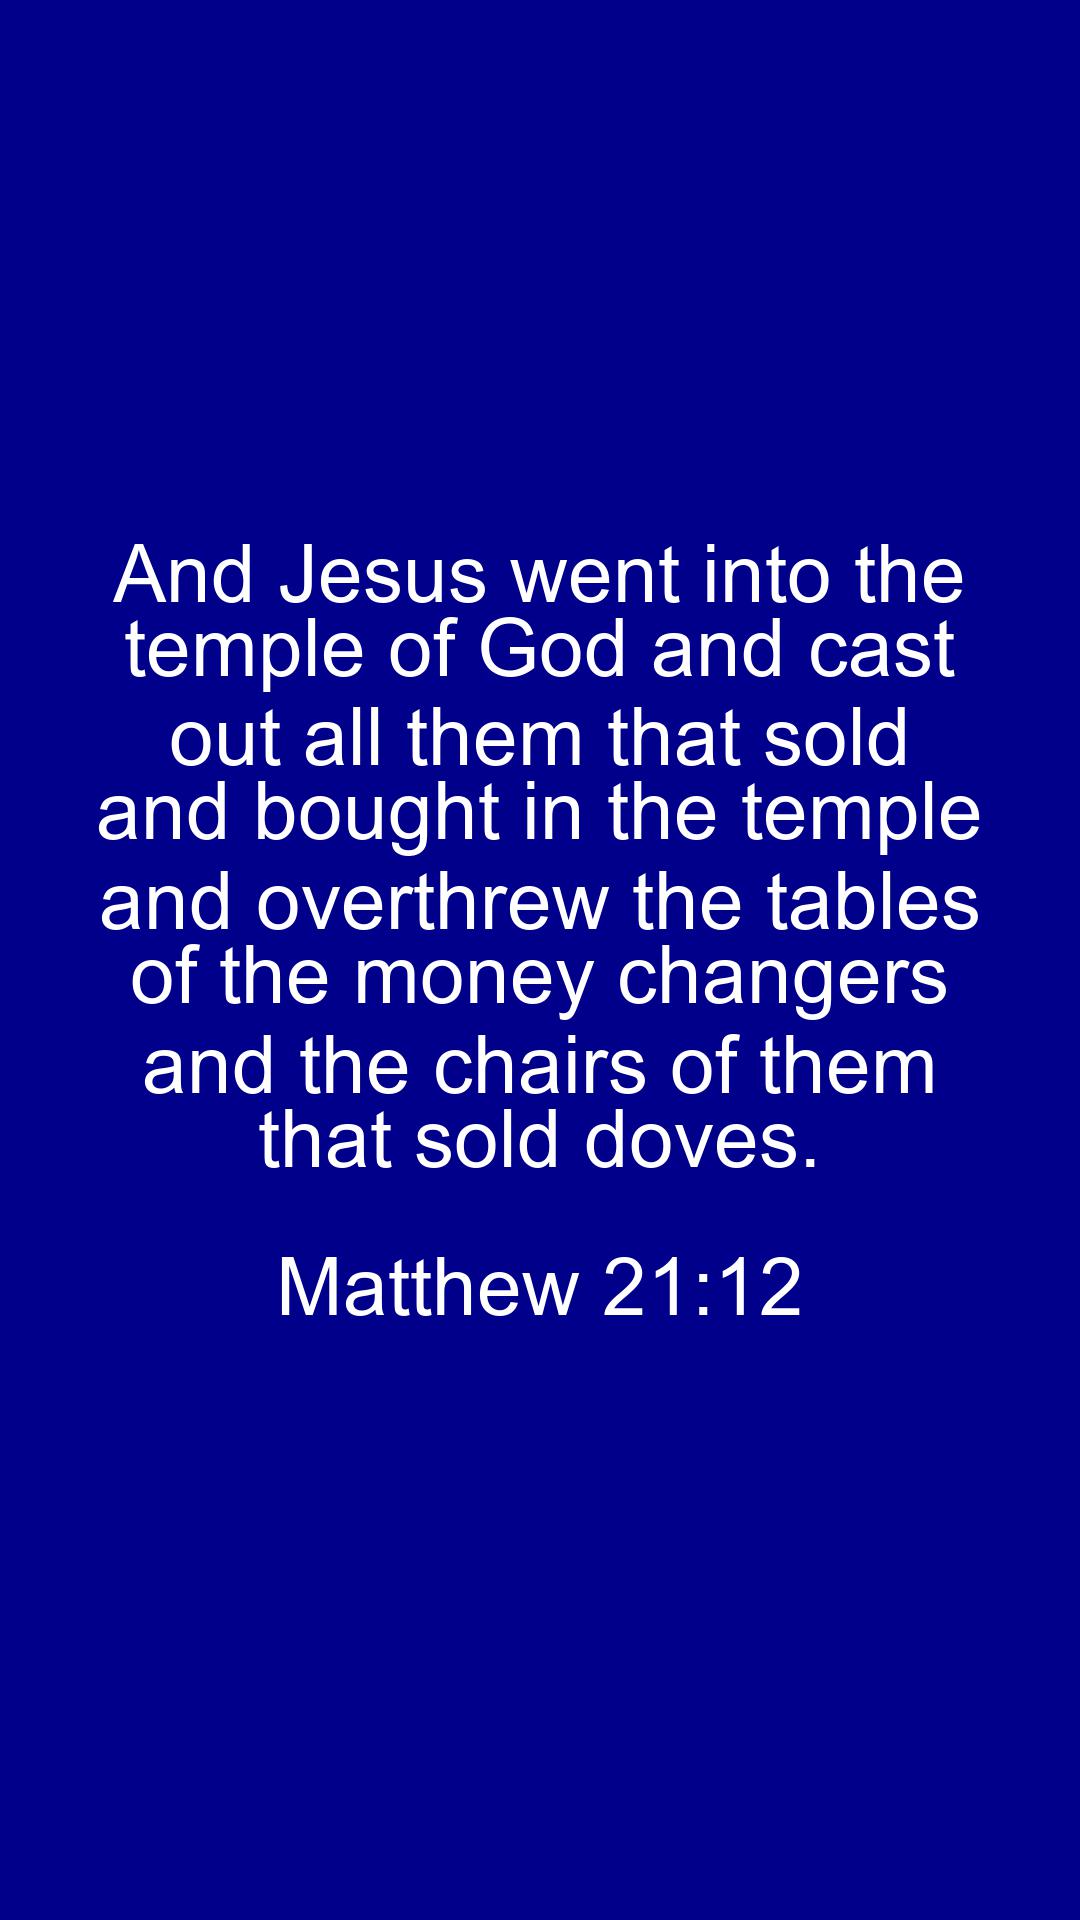 And Jesus went into the
temple of God and cast
out all them that sold
and bought in the temple
and overthrew the tables
of the money changers
and the chairs of them
that sold doves.
Matthew 21:12